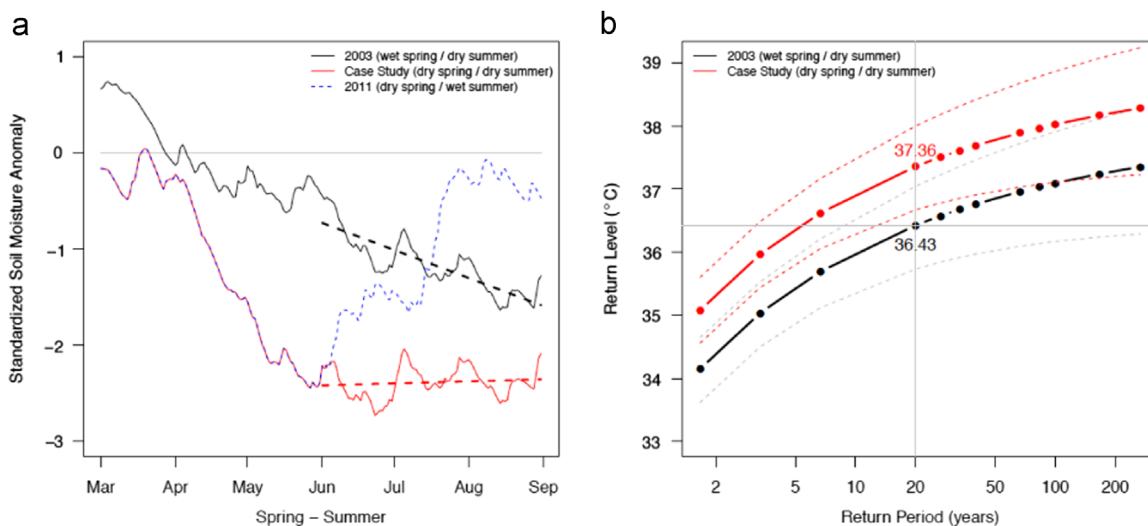 a
1
0
−1
−2
−3
Standardized Soil Moisture Anomaly
2003 (wet spring / dry summer)
Case Study (dry spring / dry summer)
2011 (dry spring / wet summer)
Mar Apr May Jun Jul Aug Sep
Spring − Summer
b
39
38
37
36
35
34
33
Return Level (°C)
2003 (wet spring / dry summer)
Case Study (dry spring / dry summer)
37.36
36.43
2 5 10 20 50 100 200
Return Period (years)